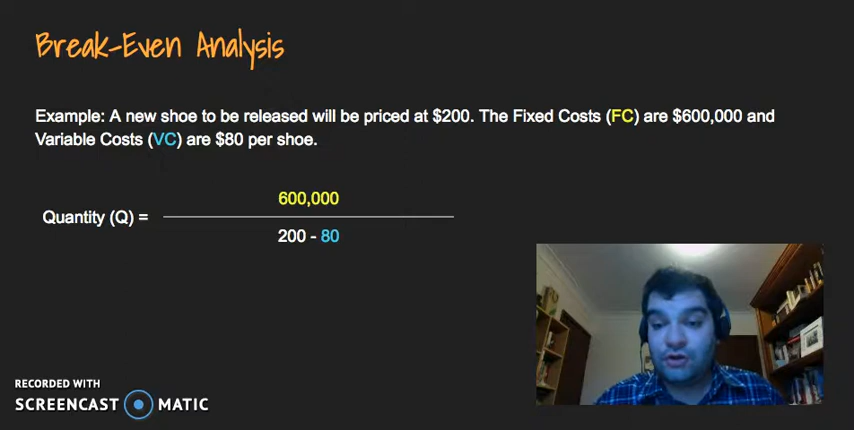 Break-Even Analysis
Example: A new shoe to be released will be priced at $200. The Fixed Costs (FC) are $600,000 and
Variable Costs (VC) are $80 per shoe.
600,000
Quantity (Q) =
200 - 80
RECORDED WITH
SCREENCAST MATIC